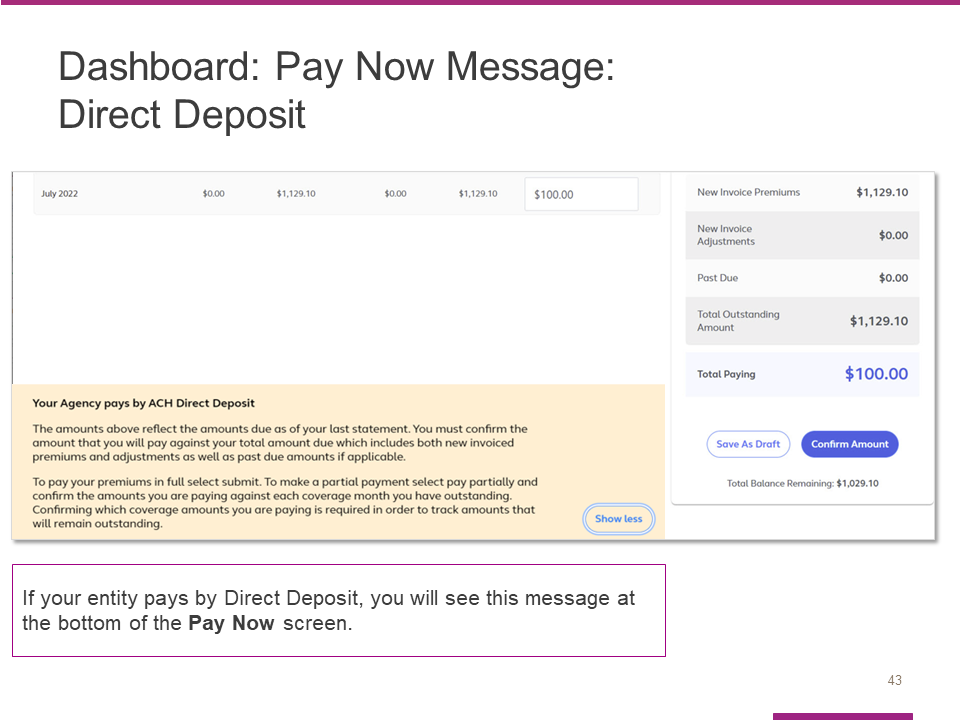 Dashboard: Pay Now Message:
Direct Deposit
July 2022 $0.00 $1,129.10 $0.00 $1,129.10 $100.00
New Invoice Premiums $1,129.10
New Invoice
Adjustments $0.00
Past Due $0.00
Total Outstanding
Amount $1,129.10
Total Paying $100.00
Save As Draft Confirm Amount
Total Balance Remaining: $1,029.10
Your Agency pays by ACH Direct Deposit
The amounts above reflect the amounts due as of your last statement. You must confirm the
amount that you will pay against your total amount due which includes both new invoiced
premiums and adjustments as well as past due amounts if applicable.
To pay your premiums in full select submit. To make a partial payment select pay partially and
confirm the amounts you are paying against each coverage month you have outstanding.
Confirming which coverage amounts you are paying is required in order to track amounts that
will remain outstanding.
Show less
If your entity pays by Direct Deposit, you will see this message at
the bottom of the Pay Now screen.
43